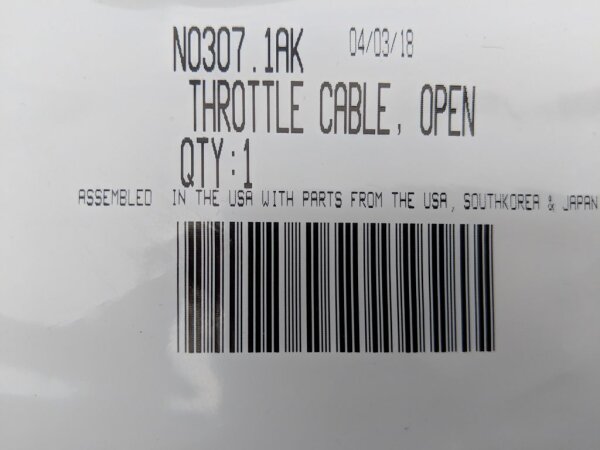 N0307.1AK 04/03/18
THROTTLE CABLE, OPEN
QTY:1
ASSEMBLED IN THE USA WITH PARTS FROM THE USA, SOUTHKOREA & JAPAN